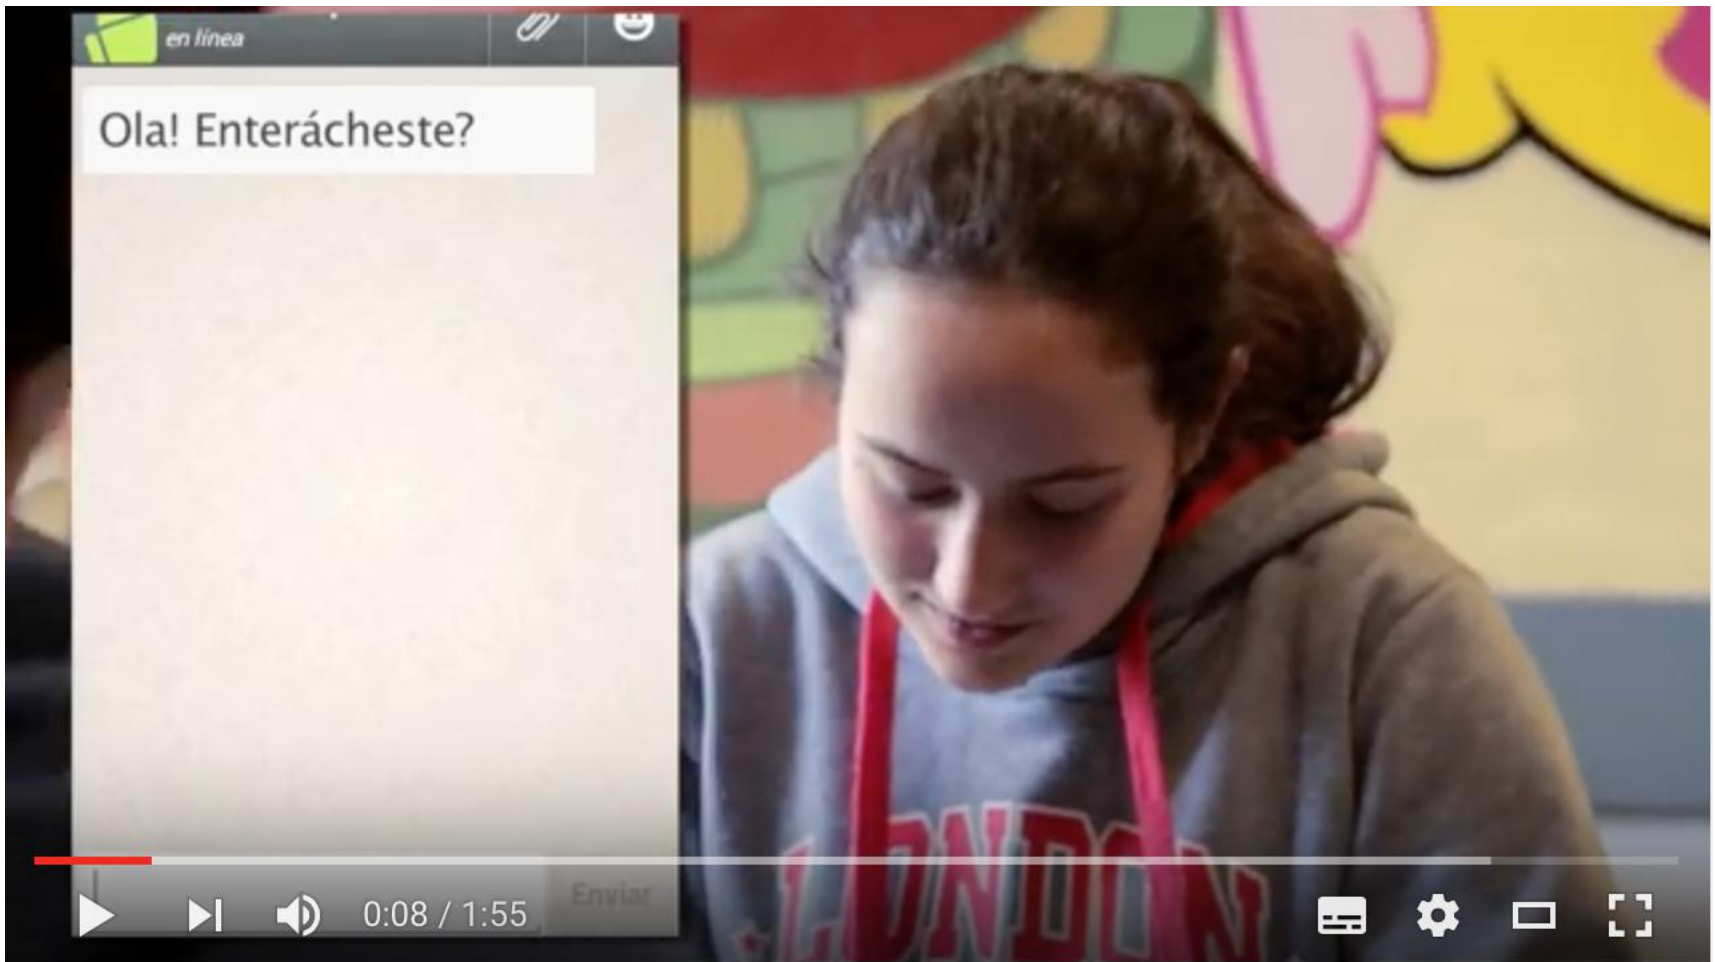 en línea
Ola! Enterácheste?
Enviar
0:08 / 1:55
LONDON